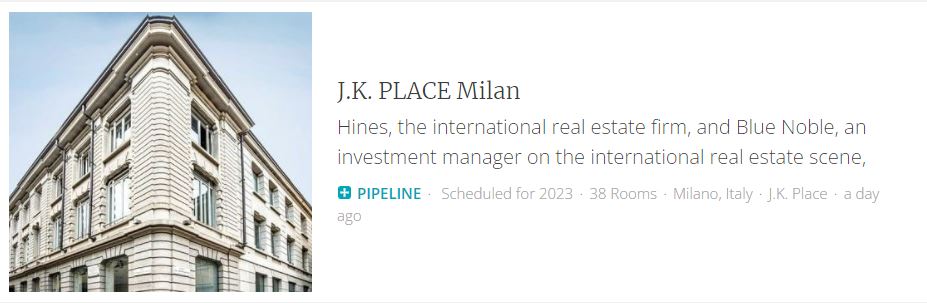 J.K. PLACE Milan
Hines, the international real estate firm, and Blue Noble, an
investment manager on the international real estate scene,
PIPELINE · Scheduled for 2023 · 38 Rooms · Milano, Italy · J.K. Place · a day
ago